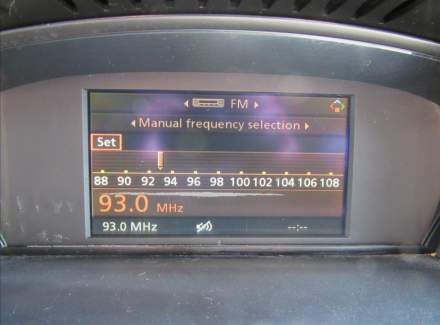 FM
Manual frequency selection
Set
88 90 92 94 96 98 100 102 104 106 108
93.0 MHz
93.0 MHz --:--